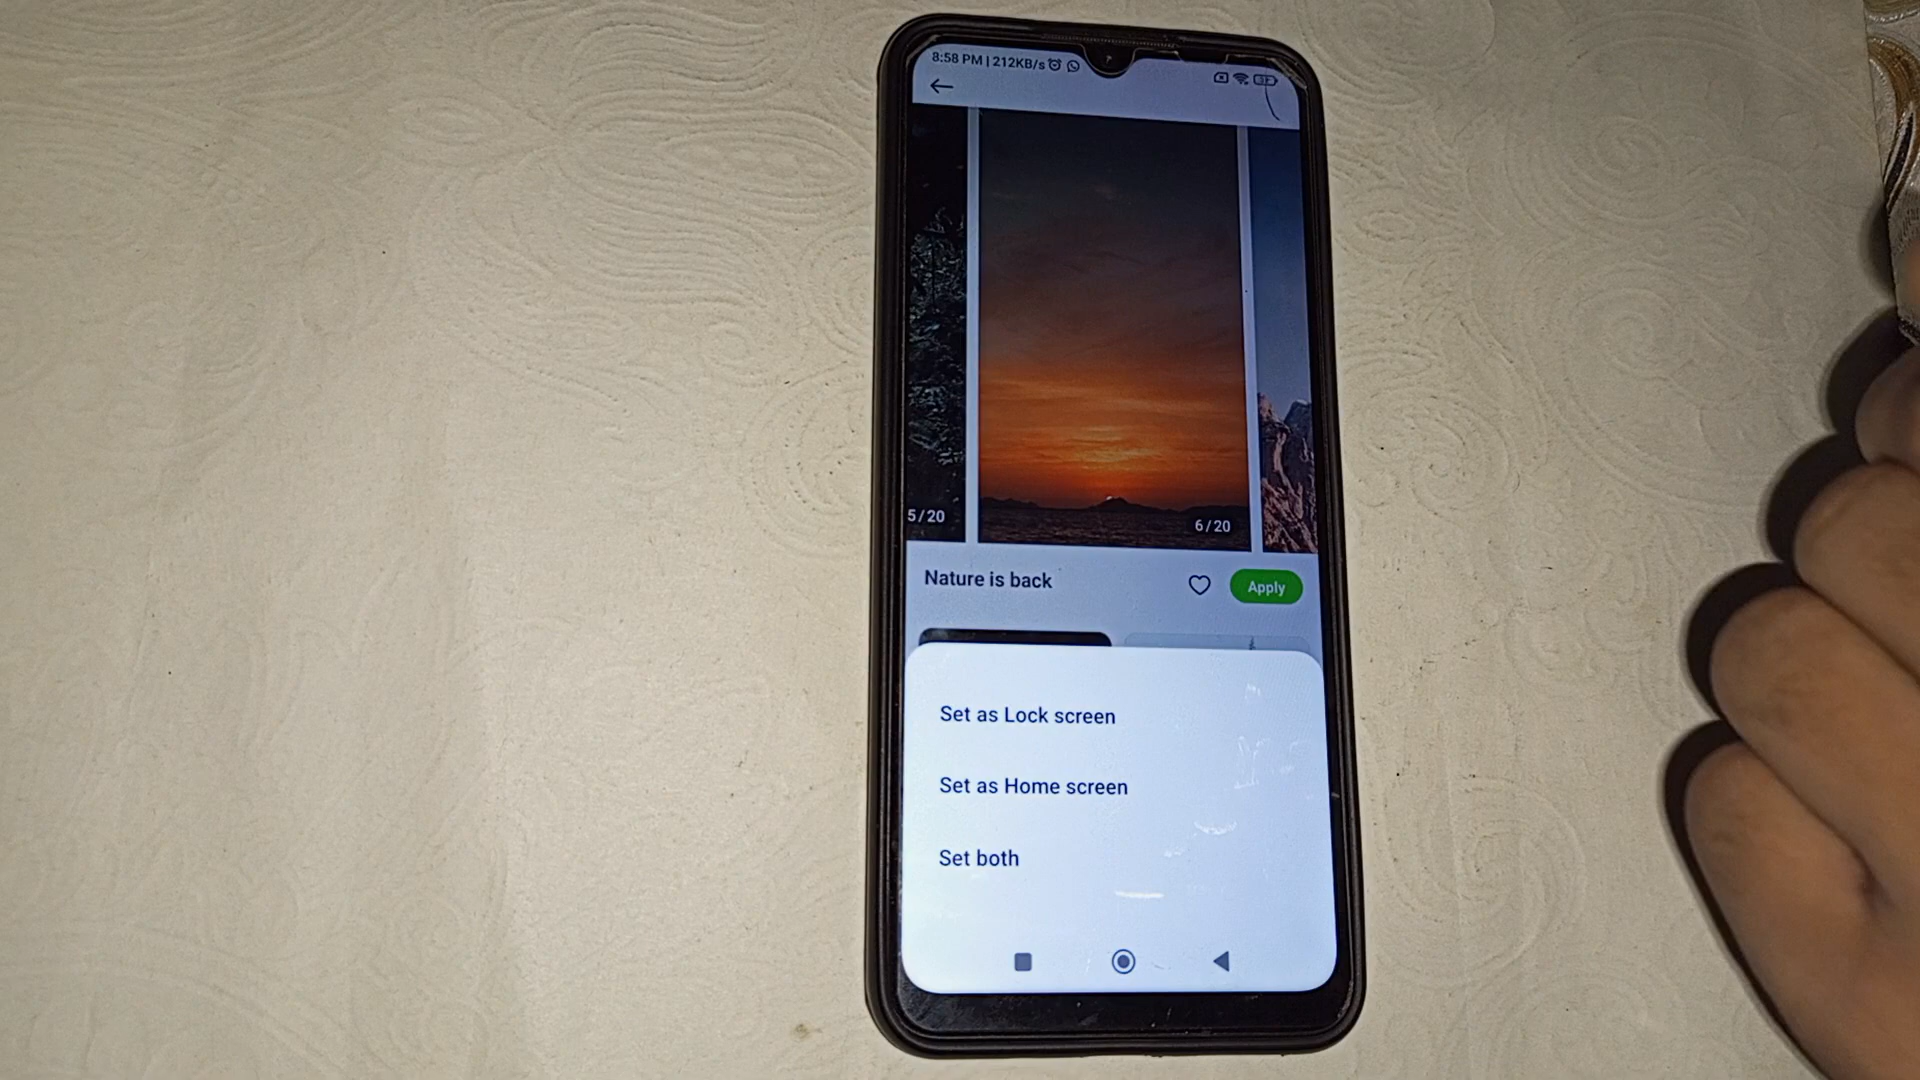 8:58 PM | 212KB/s
5/20
6/20
Nature is back
Apply
Set as Lock screen
Set as Home screen
Set both